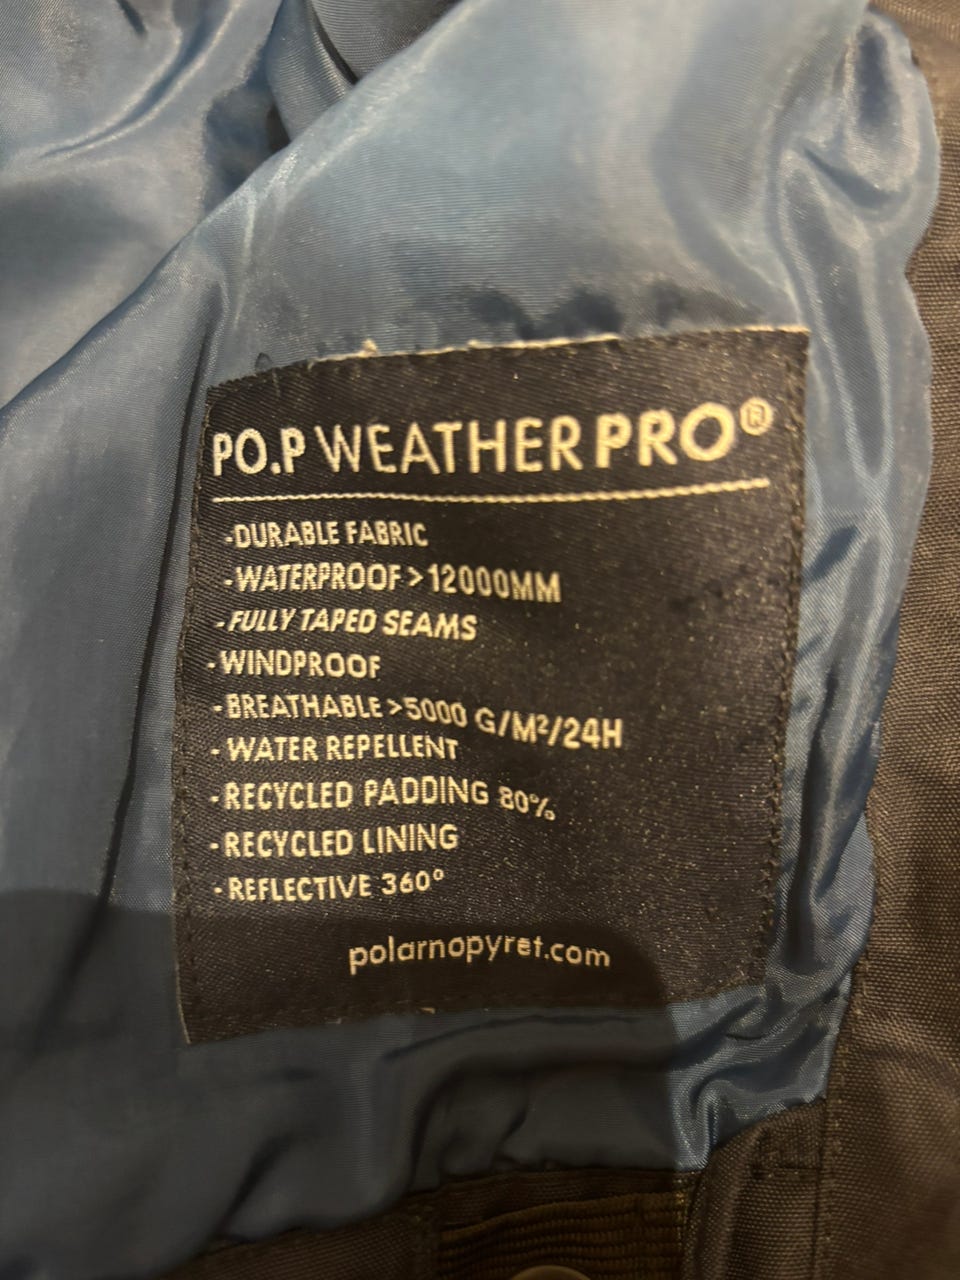 PO.P WEATHERPRO®
-DURABLE FABRIC
-WATERPROOF >12000MM
-FULLY TAPED SEAMS
-WINDPROOF
-BREATHABLE >5000 G/M²/24H
-WATER REPELLENT
-RECYCLED PADDING 80%
-RECYCLED LINING
-REFLECTIVE 360°
polarnopyret.com